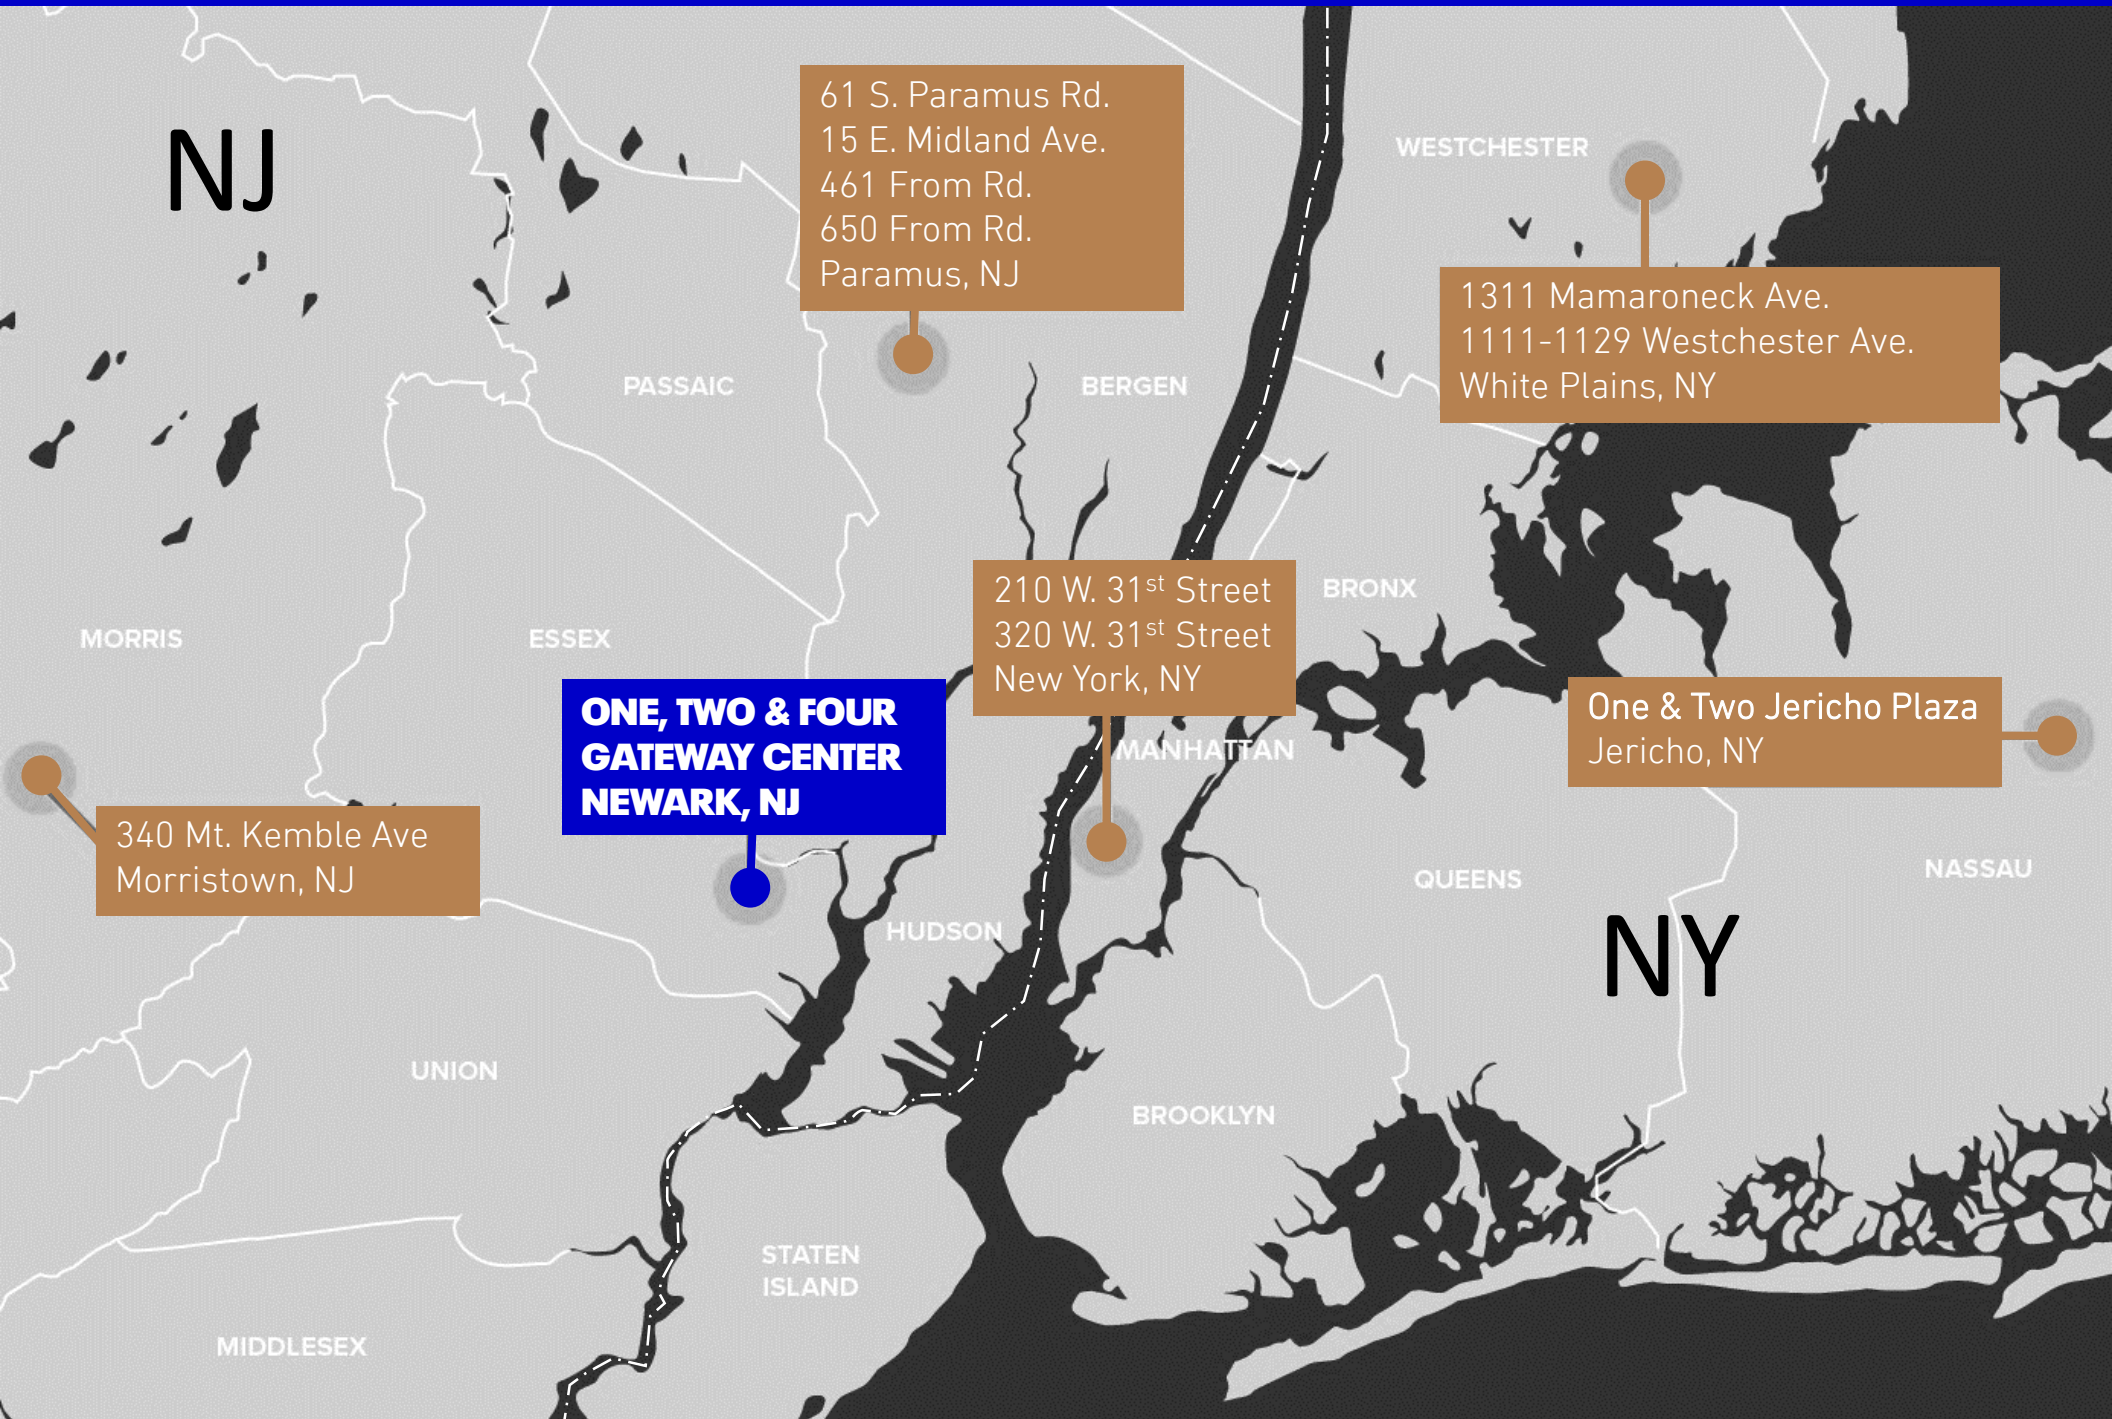 NJ
61 S. Paramus Rd.
15 E. Midland Ave.
461 From Rd.
650 From Rd.
Paramus, NJ
WESTCHESTER
1311 Mamaroneck Ave.
1111-1129 Westchester Ave.
White Plains, NY
PASSAIC
BERGEN
210 W. 31st Street
320 W. 31st Street
New York, NY
BRONX
MORRIS
ESSEX
ONE, TWO & FOUR
GATEWAY CENTER
NEWARK, NJ
One & Two Jericho Plaza
Jericho, NY
MANHATTAN
340 Mt. Kemble Ave
Morristown, NJ
QUEENS
NASSAU
HUDSON
NY
UNION
BROOKLYN
STATEN
ISLAND
MIDDLESEX